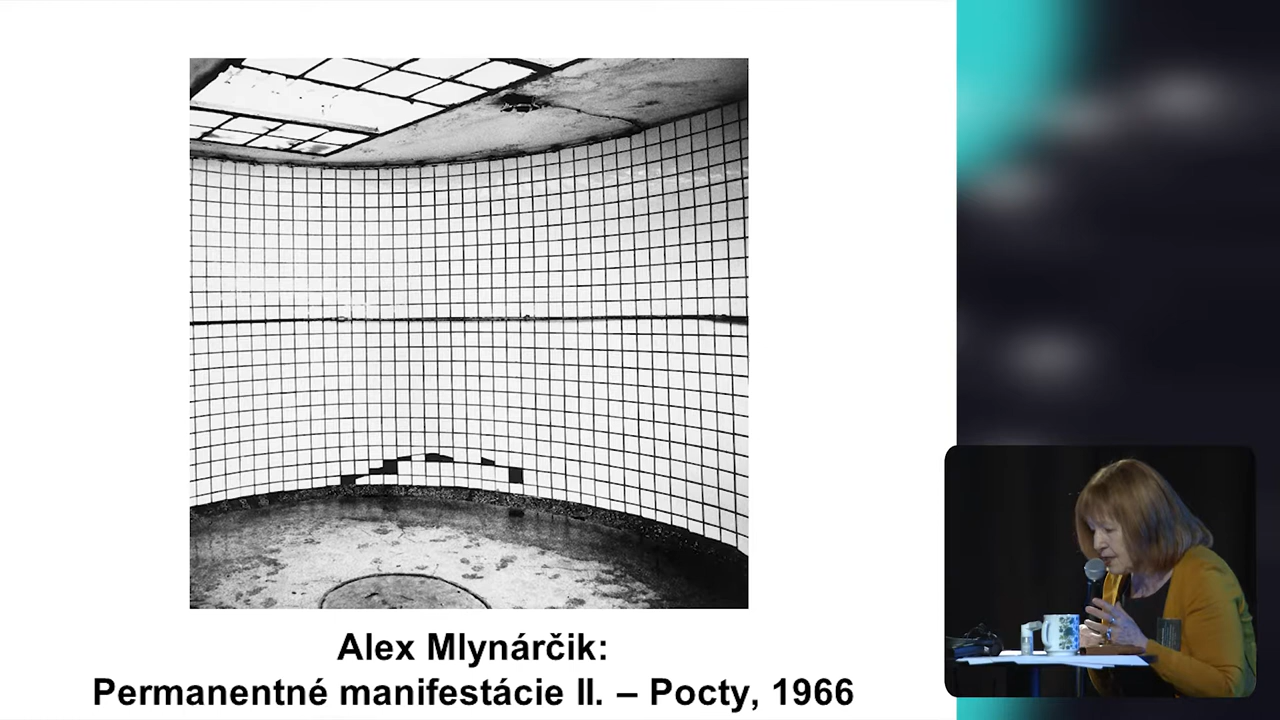 Alex Mlynárčik:
Permanentné manifestácie II. – Pocty, 1966